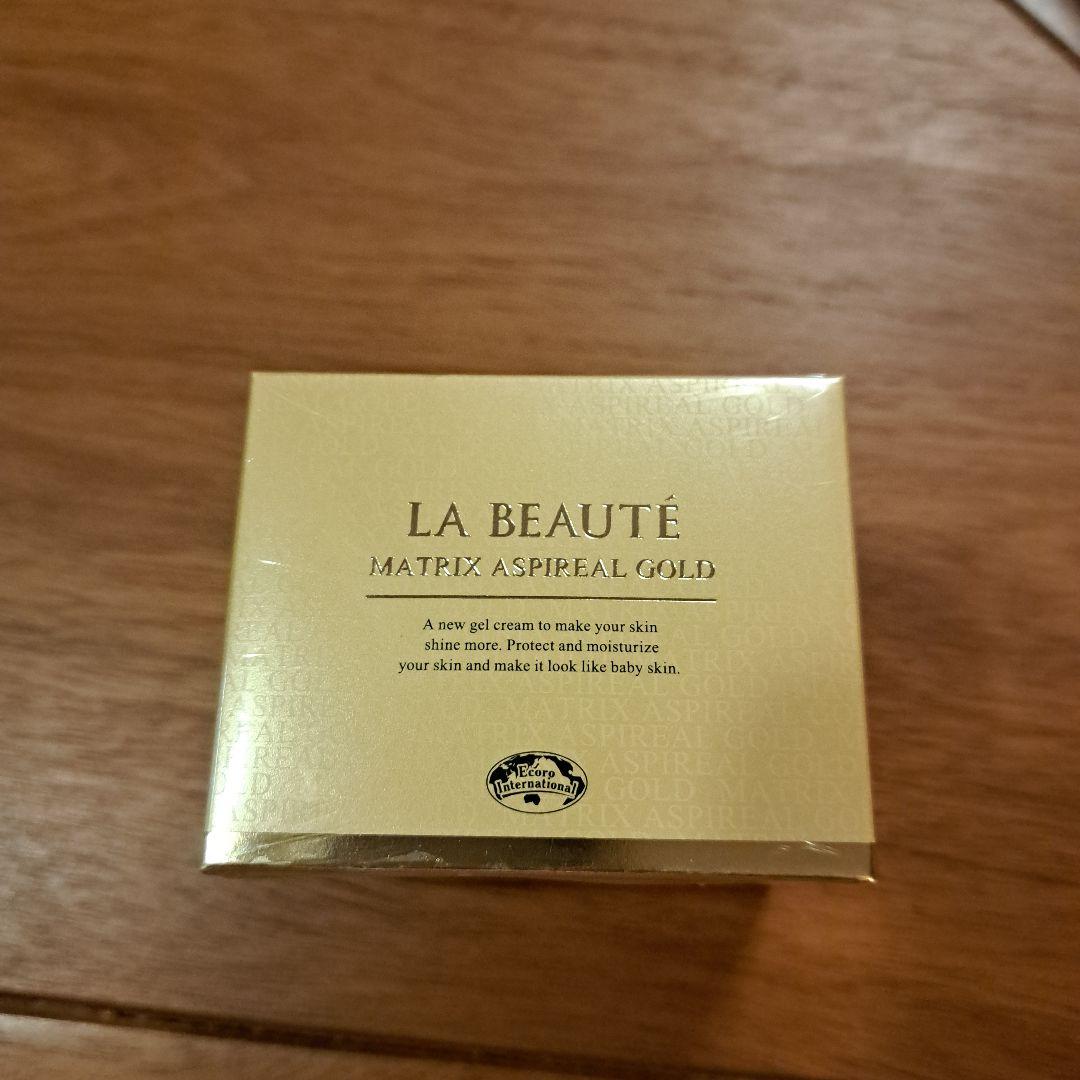 LA BEAUTÉ
MATRIX ASPIREAL GOLD
A new gel cream to make your skin
shine more. Protect and moisturize
your skin and make it look like baby skin.
Ecoro
International